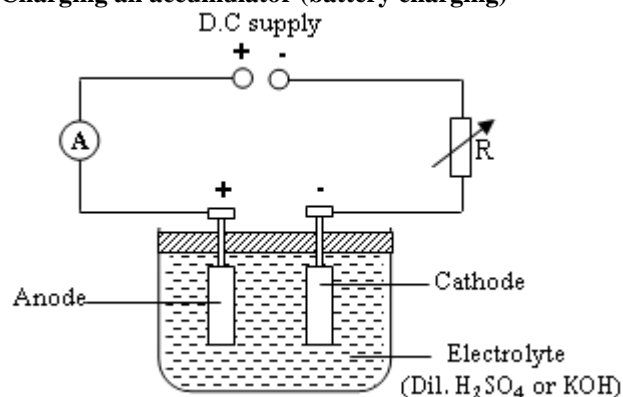 Charging an accumulator (battery charging)
D.C supply
+ -
A
R
+ -
Anode
Cathode
Electrolyte
(Dil. H₂SO₄ or KOH)